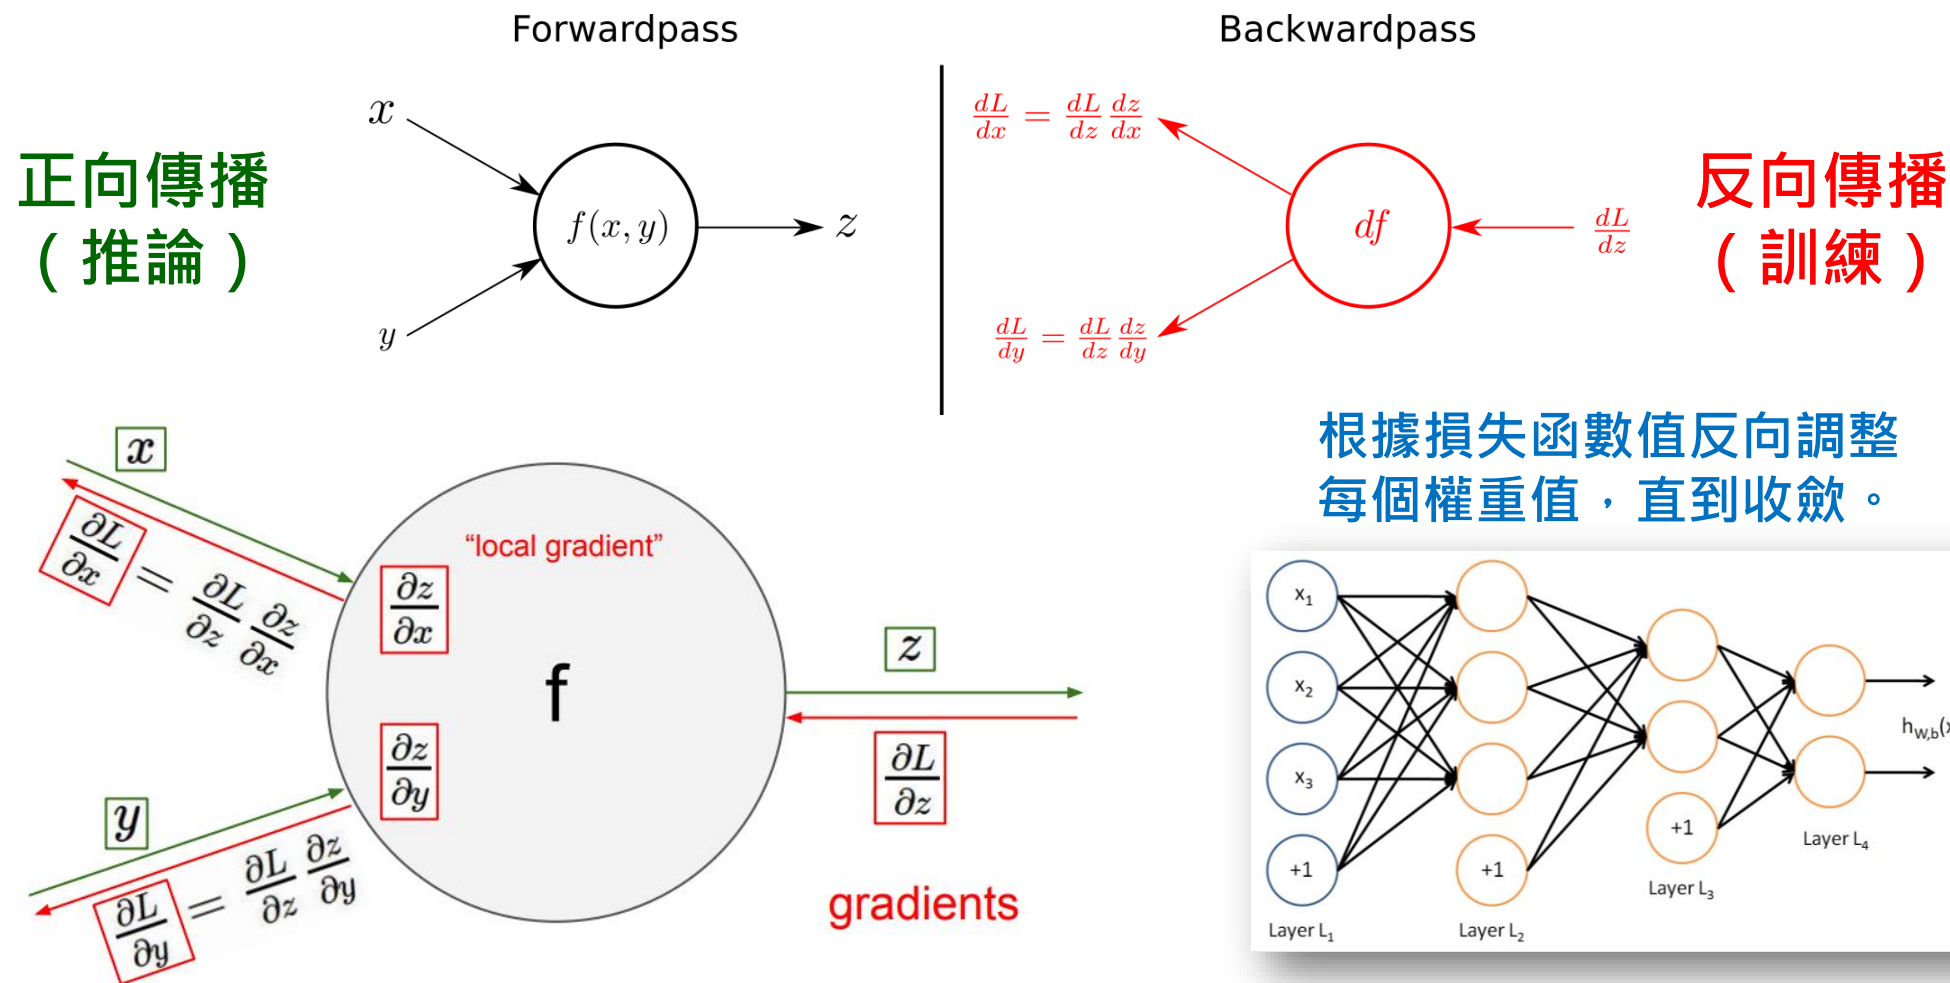 Forwardpass
Backwardpass
正向傳播
（推論）
x
y
f(x, y)
z
dL/dx = dL/dz dz/dx
dL/dy = dL/dz dz/dy
df
dL/dz
反向傳播
（訓練）
x
∂L/∂x = ∂L/∂z ∂z/∂x
“local gradient”
∂z/∂x
f
∂z/∂y
y
∂L/∂y = ∂L/∂z ∂z/∂y
z
∂L/∂z
gradients
根據損失函數值反向調整
每個權重值，直到收斂。
x₁
x₂
x₃
+1
Layer L₁
+1
Layer L₂
+1
Layer L₃
Layer L₄
h_W,b(x